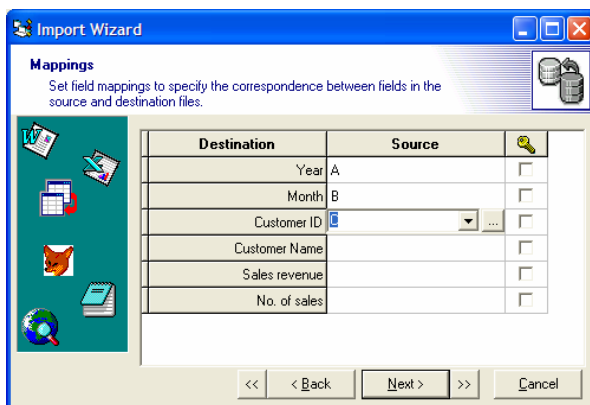 Import Wizard
Mappings
Set field mappings to specify the correspondence between fields in the
source and destination files.
Destination Source
Year A
Month B
Customer ID C
Customer Name
Sales revenue
No. of sales
<< < Back Next > >> Cancel